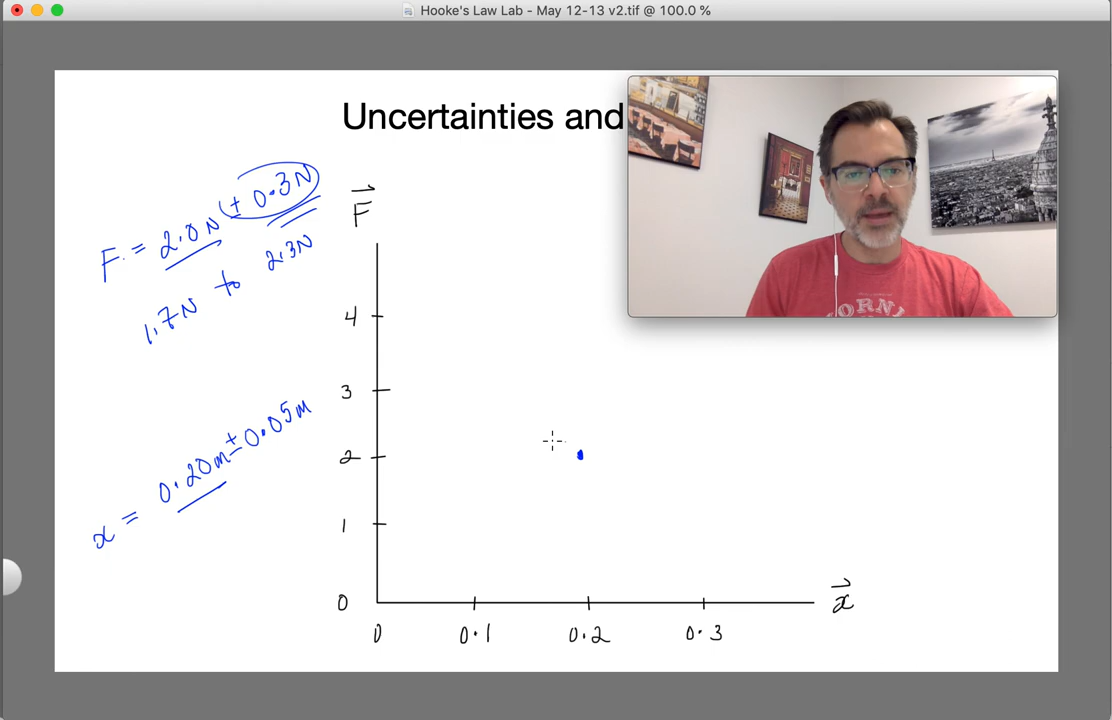 Hooke's Law Lab - May 12-13 v2.tif @ 100.0 %
Uncertainties and
F = 2.0N (± 0.3N)
1.7N to 2.3N
x = 0.20m ± 0.05m
F
4
3
2
1
0
0 0.1 0.2 0.3
x
ORNI